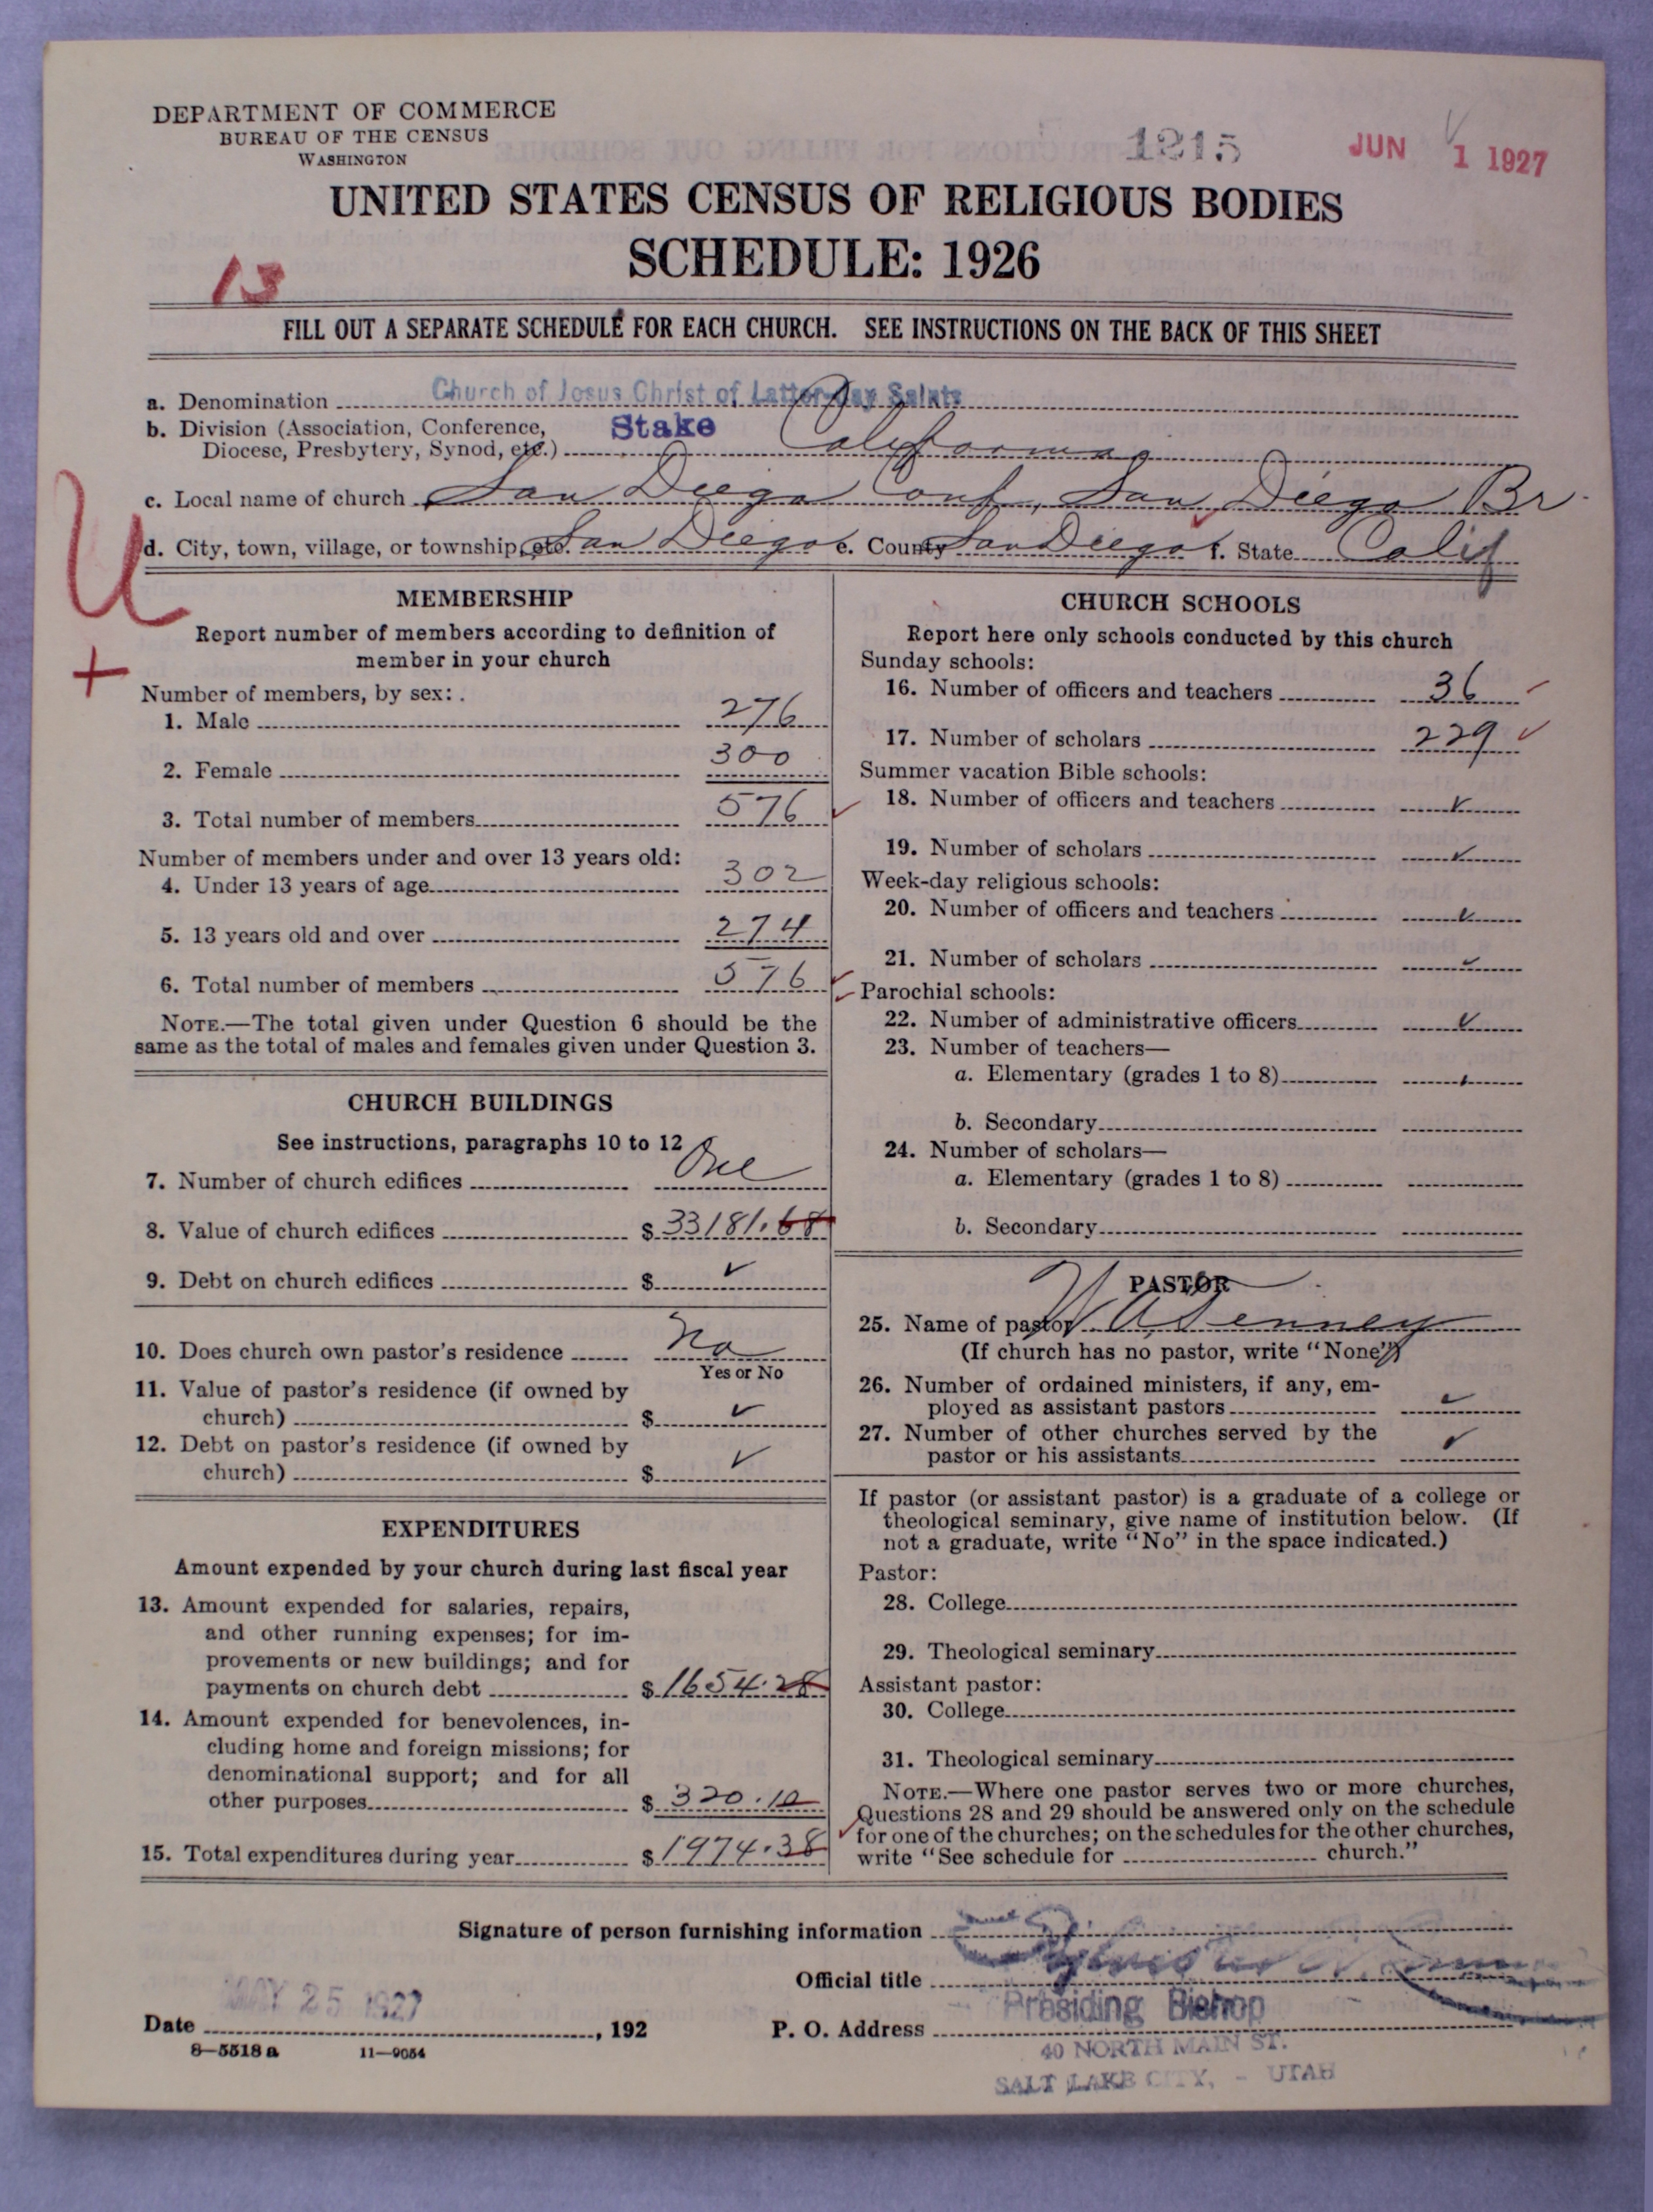 DEPARTMENT OF COMMERCE
BUREAU OF THE CENSUS
WASHINGTON
1215
JUN 1 1927
UNITED STATES CENSUS OF RELIGIOUS BODIES
SCHEDULE: 1926
13
FILL OUT A SEPARATE SCHEDULE FOR EACH CHURCH. SEE INSTRUCTIONS ON THE BACK OF THIS SHEET
a. Denomination Church of Jesus Christ of Latter-day Saints
b. Division (Association, Conference, Diocese, Presbytery, Synod, etc.) Stake California
c. Local name of church San Diego Conf, San Diego Br
d. City, town, village, or township, etc. San Diego e. County San Diego f. State Calif
U
+
MEMBERSHIP
Report number of members according to definition of
member in your church
Number of members, by sex:
1. Male 276
2. Female 300
3. Total number of members 576
Number of members under and over 13 years old:
4. Under 13 years of age 302
5. 13 years old and over 274
6. Total number of members 576
NOTE.—The total given under Question 6 should be the
same as the total of males and females given under Question 3.
CHURCH BUILDINGS
See instructions, paragraphs 10 to 12
7. Number of church edifices One
8. Value of church edifices $ 33181.68
9. Debt on church edifices $ ✓
10. Does church own pastor's residence No
Yes or No
11. Value of pastor's residence (if owned by
church) $ ✓
12. Debt on pastor's residence (if owned by
church) $ ✓
EXPENDITURES
Amount expended by your church during last fiscal year
13. Amount expended for salaries, repairs,
and other running expenses; for im-
provements or new buildings; and for
payments on church debt $ 1654.28
14. Amount expended for benevolences, in-
cluding home and foreign missions; for
denominational support; and for all
other purposes $ 320.10
15. Total expenditures during year $ 1974.38
CHURCH SCHOOLS
Report here only schools conducted by this church
Sunday schools:
16. Number of officers and teachers 36
17. Number of scholars 229
Summer vacation Bible schools:
18. Number of officers and teachers ✓
19. Number of scholars ✓
Week-day religious schools:
20. Number of officers and teachers ✓
21. Number of scholars ✓
Parochial schools:
22. Number of administrative officers ✓
23. Number of teachers—
a. Elementary (grades 1 to 8)
b. Secondary
24. Number of scholars—
a. Elementary (grades 1 to 8)
b. Secondary
PASTOR
25. Name of pastor W. A. Tenney
(If church has no pastor, write "None")
26. Number of ordained ministers, if any, em-
ployed as assistant pastors ✓
27. Number of other churches served by the
pastor or his assistants ✓
If pastor (or assistant pastor) is a graduate of a college or
theological seminary, give name of institution below. (If
not a graduate, write "No" in the space indicated.)
Pastor:
28. College
29. Theological seminary
Assistant pastor:
30. College
31. Theological seminary
NOTE.—Where one pastor serves two or more churches,
Questions 28 and 29 should be answered only on the schedule
for one of the churches; on the schedules for the other churches,
write "See schedule for church."
Signature of person furnishing information
Official title Presiding Bishop
Date MAY 25 1927, 192
P. O. Address 40 NORTH MAIN ST.
SALT LAKE CITY, - UTAH
8-5518 a 11-9054